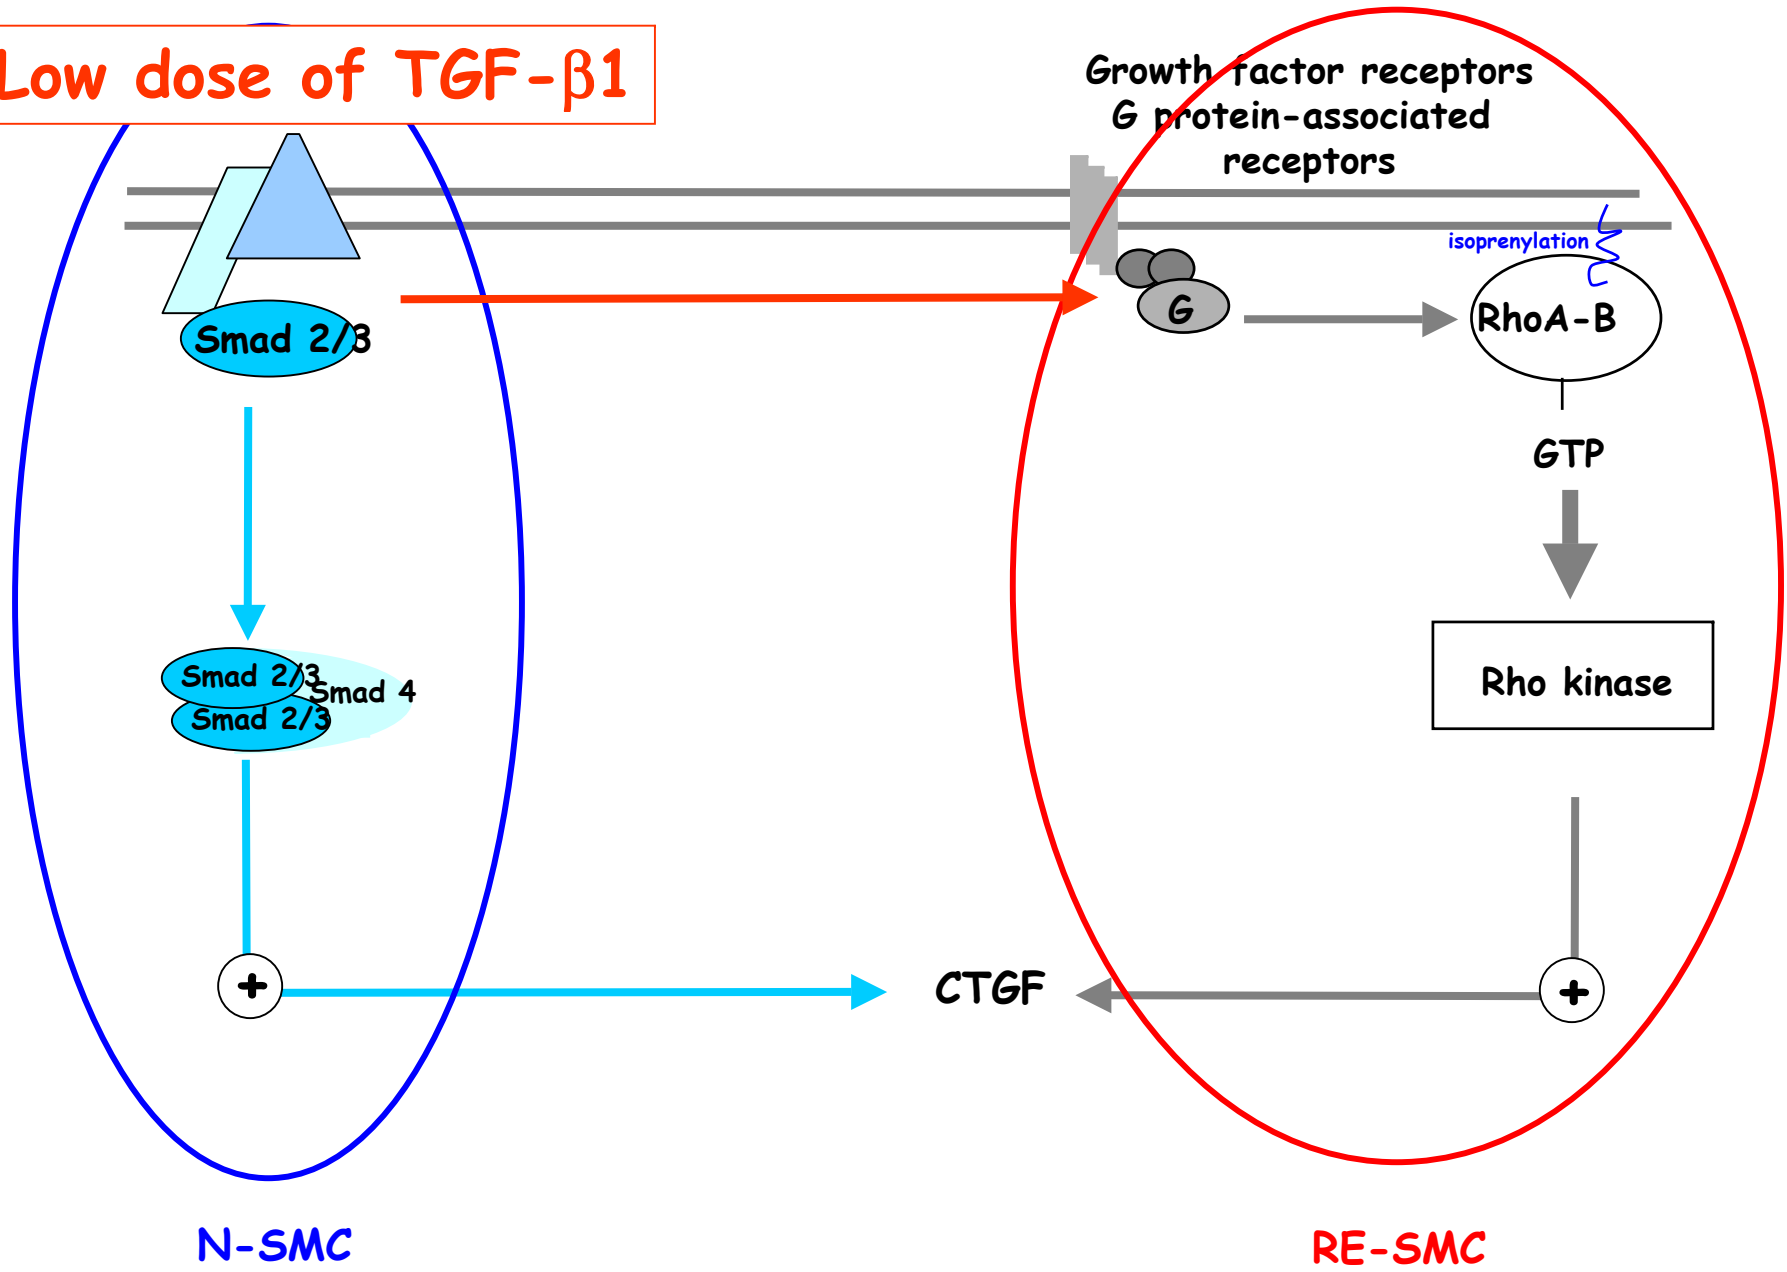 Low dose of TGF-β1
Growth factor receptors
G protein-associated
receptors
isoprenylation
Smad 2/3
G
RhoA-B
GTP
Smad 2/3
Smad 4
Smad 2/3
Rho kinase
+
CTGF
+
N-SMC
RE-SMC